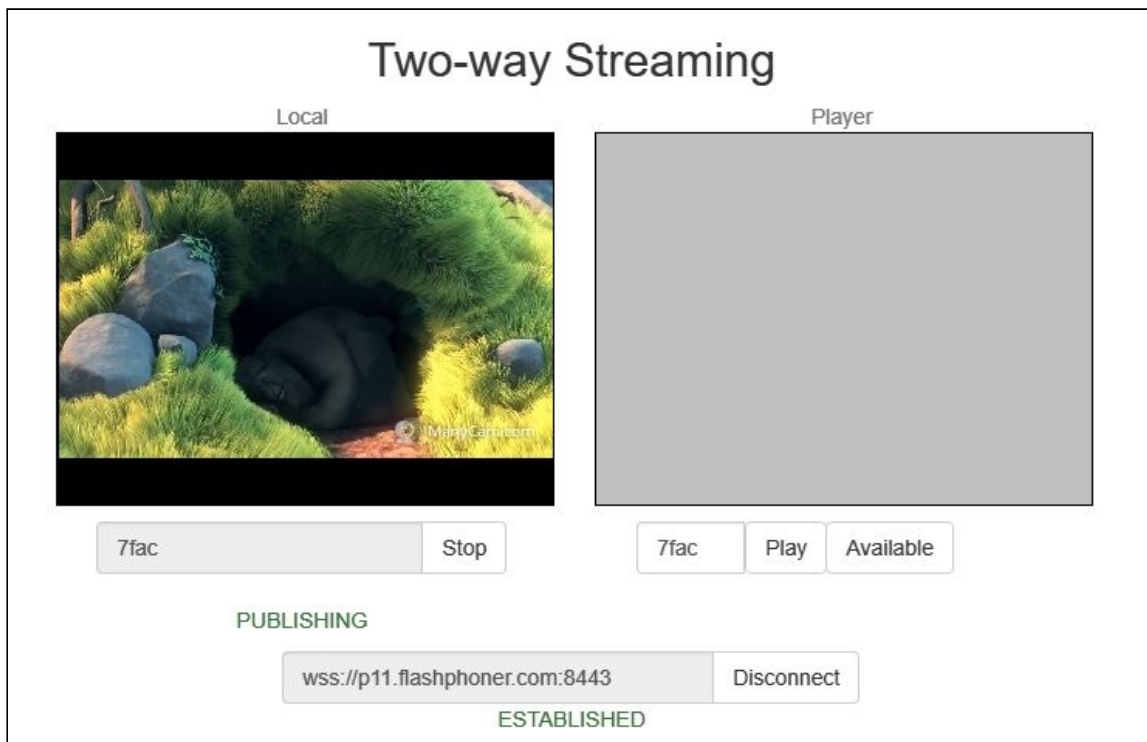 Two-way Streaming
Local
Player
ManyCam.com
7fac
Stop
7fac
Play
Available
PUBLISHING
wss://p11.flashphoner.com:8443
Disconnect
ESTABLISHED